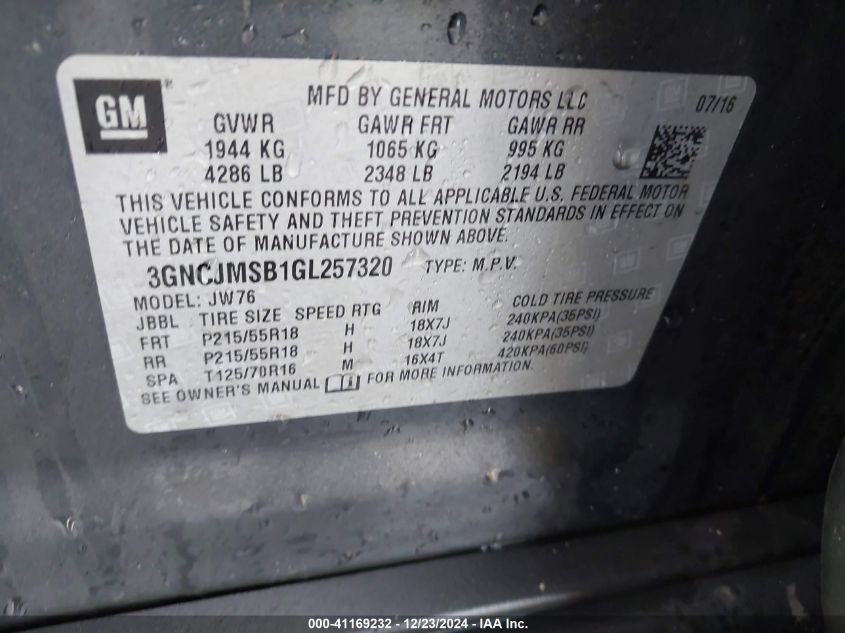 GM®
MFD BY GENERAL MOTORS LLC 07/16
GVWR GAWR FRT GAWR RR
1944 KG 1065 KG 995 KG
4286 LB 2348 LB 2194 LB
THIS VEHICLE CONFORMS TO ALL APPLICABLE U.S. FEDERAL MOTOR
VEHICLE SAFETY AND THEFT PREVENTION STANDARDS IN EFFECT ON
THE DATE OF MANUFACTURE SHOWN ABOVE.
3GNCJMSB1GL257320 TYPE: M.P.V.
MODEL: JW76
JBBL TIRE SIZE SPEED RTG RIM COLD TIRE PRESSURE
FRT P215/55R18 H 18X7J 240KPA(35PSI)
RR P215/55R18 H 18X7J 240KPA(35PSI)
SPA T125/70R16 M 16X4T 420KPA(60PSI)
SEE OWNER'S MANUAL FOR MORE INFORMATION.
000-41169232 - 12/23/2024 - IAA Inc.